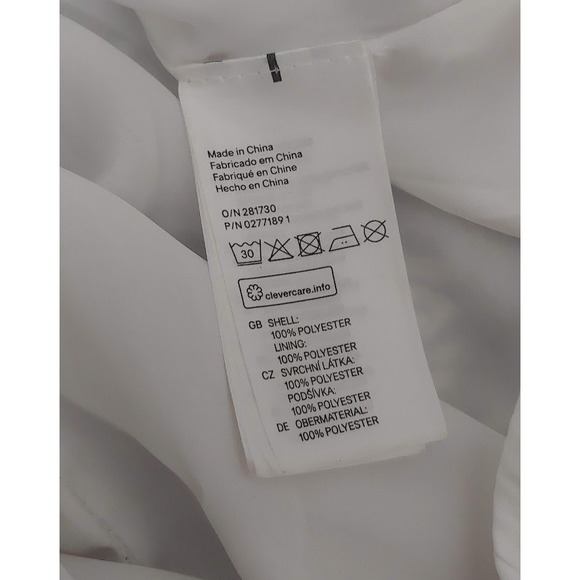 Made in China
Fabricado em China
Fabriqué en Chine
Hecho en China
O/N 281730
P/N 0277189 1
30
clevercare.info
GB SHELL:
100% POLYESTER
LINING:
100% POLYESTER
CZ SVRCHNÍ LÁTKA:
100% POLYESTER
PODŠÍVKA:
100% POLYESTER
DE OBERMATERIAL:
100% POLYESTER